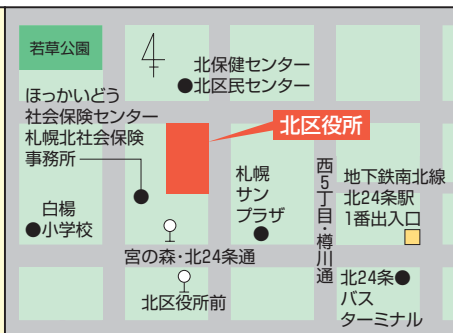 若草公園
北保健センター
北区民センター
ほっかいどう
社会保険センター
札幌北社会保険
事務所
北区役所
札幌
サン
プラザ
西5丁目・樽川通
地下鉄南北線
北24条駅
1番出入口
白楊
小学校
宮の森・北24条通
北区役所前
北24条
バス
ターミナル